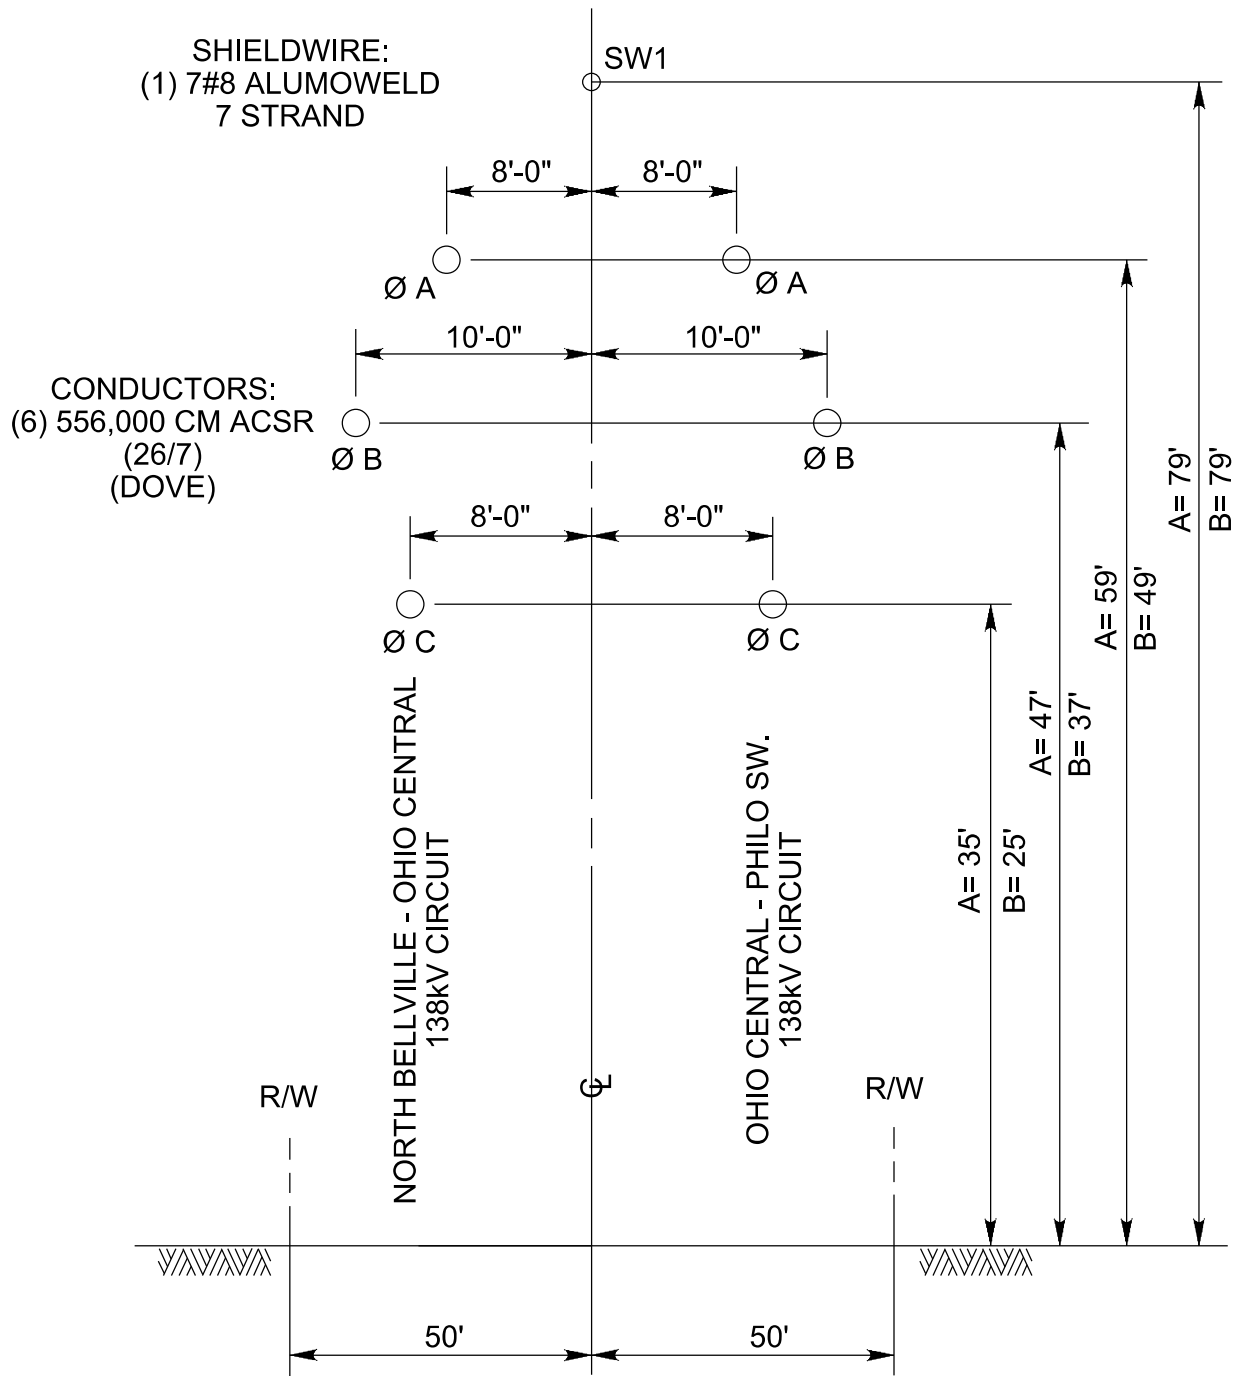 SHIELDWIRE:
(1) 7#8 ALUMOWELD
7 STRAND
SW1
8'-0"
8'-0"
Ø A
Ø A
10'-0"
10'-0"
CONDUCTORS:
(6) 556,000 CM ACSR
(26/7)
(DOVE)
Ø B
Ø B
8'-0"
8'-0"
Ø C
Ø C
A= 79'
B= 79'
A= 59'
B= 49'
A= 47'
B= 37'
A= 35'
B= 25'
NORTH BELLVILLE - OHIO CENTRAL
138kV CIRCUIT
OHIO CENTRAL - PHILO SW.
138kV CIRCUIT
℄
R/W
R/W
50'
50'